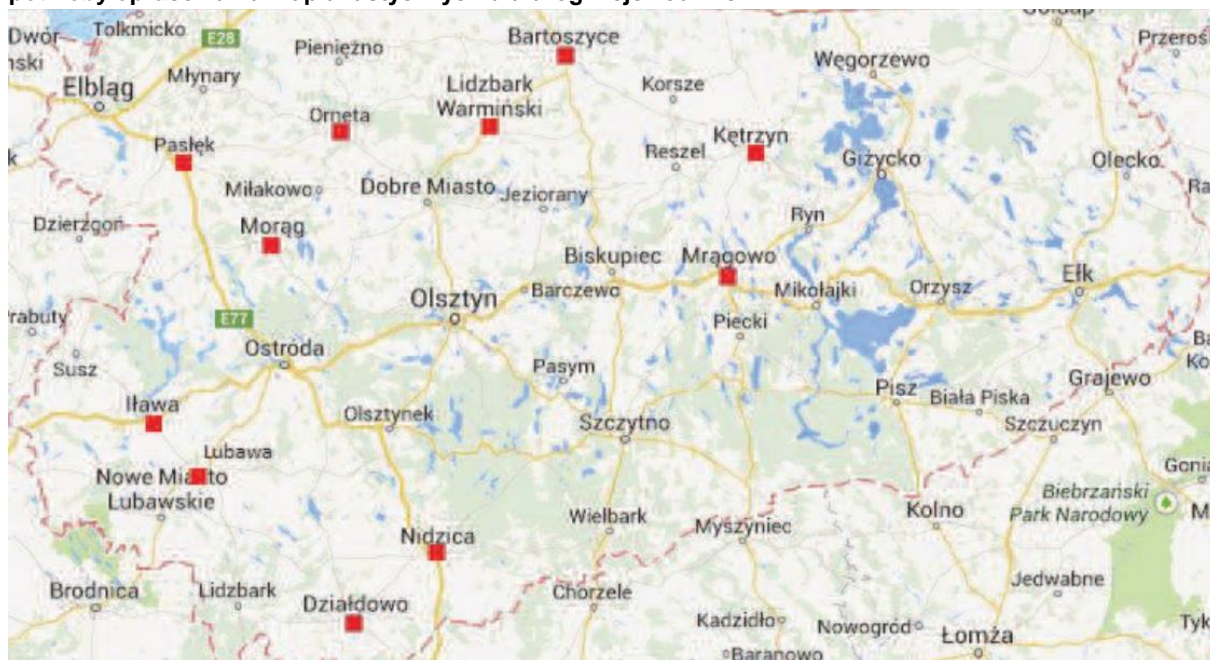 Tolkmicko
E28
Pieniężno
Bartoszyce
Węgorzewo
Dwór
Młynary
Elbląg
Lidzbark
Warmiński
Korsze
Orneta
Kętrzyn
Pasłęk
Reszel
Giżycko
Olecko
Miłakowo
Dobre Miasto
Jeziorany
Dzierzgoń
Morąg
Ryn
Biskupiec
Mrągowo
Ełk
Olsztyn
Barczewo
Mikołajki
Orzysz
E77
Piecki
Ostróda
Susz
Pasym
Grajewo
Pisz
Biała Piska
Iława
Olsztynek
Szczytno
Szczuczyn
Lubawa
Nowe Miasto
Lubawskie
Biebrzański
Park Narodowy
Wielbark
Myszyniec
Kolno
Nidzica
Brodnica
Lidzbark
Działdowo
Chorzele
Jedwabne
Kadzidło
Nowogród
Łomża
Baranowo